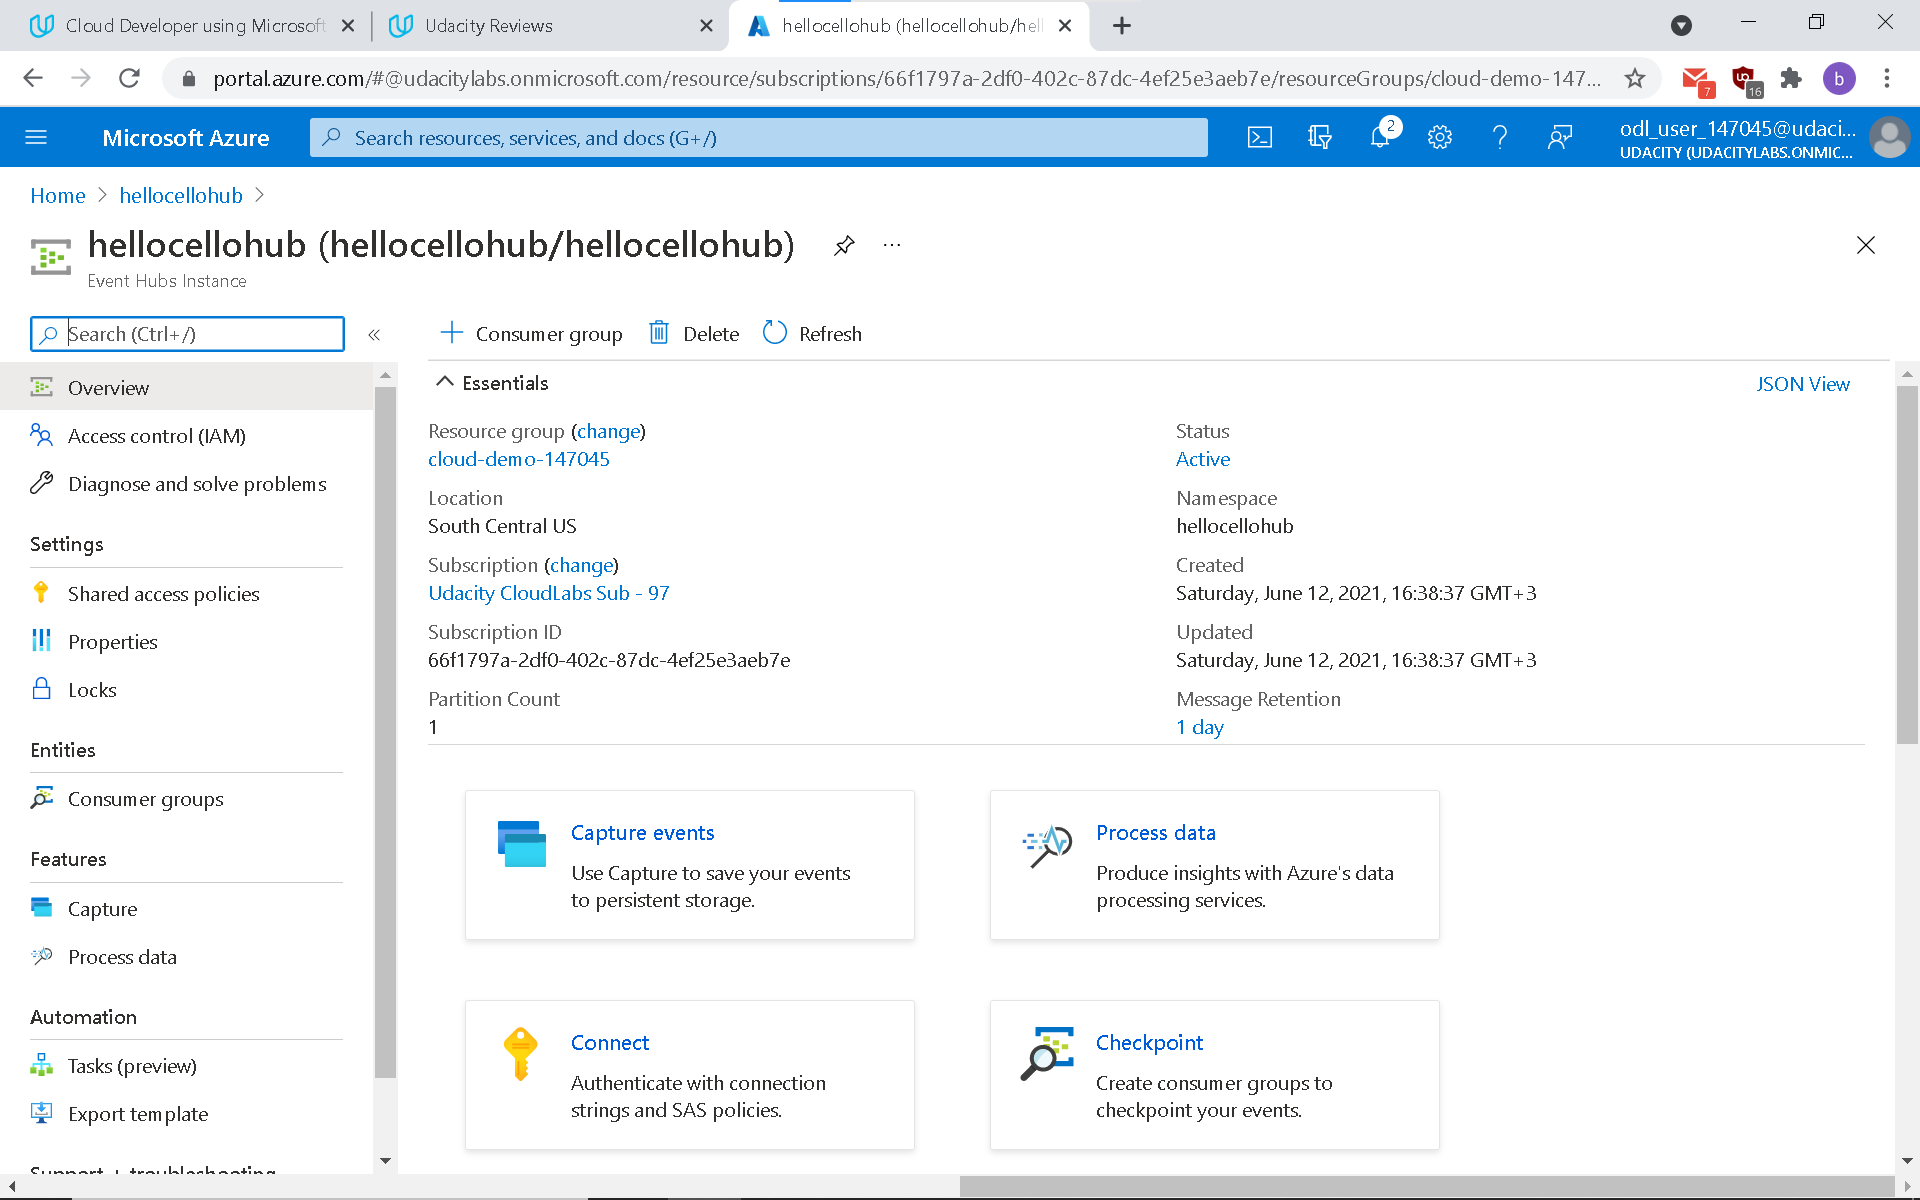 Cloud Developer using Microsoft
Udacity Reviews
hellocellohub (hellocellohub/hell
portal.azure.com/#@udacitylabs.onmicrosoft.com/resource/subscriptions/66f1797a-2df0-402c-87dc-4ef25e3aeb7e/resourceGroups/cloud-demo-147...
7
16
b
Microsoft Azure
Search resources, services, and docs (G+/)
2
odl_user_147045@udaci...
UDACITY (UDACITYLABS.ONMIC...
Home > hellocellohub >
hellocellohub (hellocellohub/hellocellohub)
...
Event Hubs Instance
Search (Ctrl+/)
«
Consumer group
Delete
Refresh
Overview
Access control (IAM)
Diagnose and solve problems
Settings
Shared access policies
Properties
Locks
Entities
Consumer groups
Features
Capture
Process data
Automation
Tasks (preview)
Export template
Support + troubleshooting
Essentials
JSON View
Resource group (change)
cloud-demo-147045
Location
South Central US
Subscription (change)
Udacity CloudLabs Sub - 97
Subscription ID
66f1797a-2df0-402c-87dc-4ef25e3aeb7e
Partition Count
1
Status
Active
Namespace
hellocellohub
Created
Saturday, June 12, 2021, 16:38:37 GMT+3
Updated
Saturday, June 12, 2021, 16:38:37 GMT+3
Message Retention
1 day
Capture events
Use Capture to save your events
to persistent storage.
Process data
Produce insights with Azure's data
processing services.
Connect
Authenticate with connection
strings and SAS policies.
Checkpoint
Create consumer groups to
checkpoint your events.